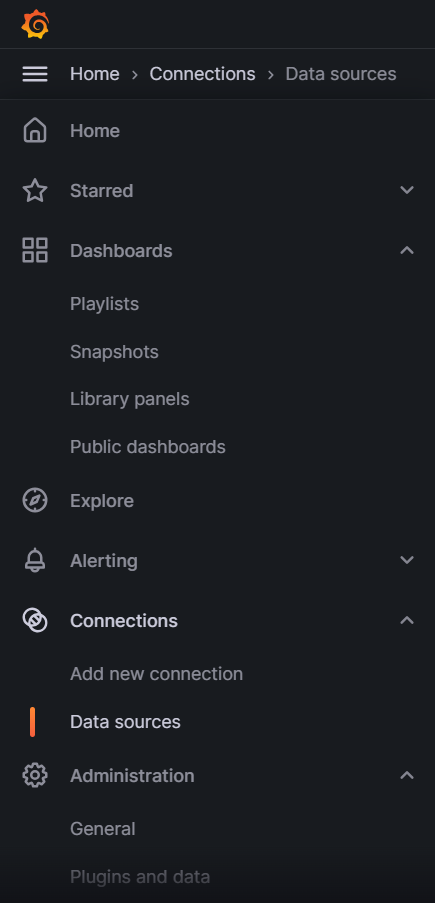 Home › Connections › Data sources
Home
Starred
Dashboards
Playlists
Snapshots
Library panels
Public dashboards
Explore
Alerting
Connections
Add new connection
Data sources
Administration
General
Plugins and data